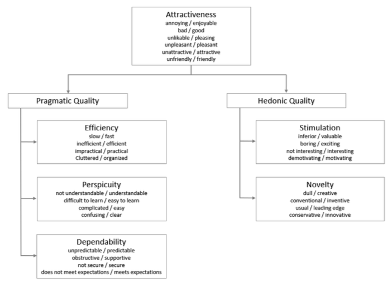 Attractiveness
annoying / enjoyable
bad / good
unlikable / pleasing
unpleasant / pleasant
unattractive / attractive
unfriendly / friendly
Pragmatic Quality
Hedonic Quality
Efficiency
slow / fast
inefficient / efficient
impractical / practical
Cluttered / organized
Stimulation
inferior / valuable
boring / exciting
not interesting / interesting
demotivating / motivating
Perspicuity
not understandable / understandable
difficult to learn / easy to learn
complicated / easy
confusing / clear
Novelty
dull / creative
conventional / inventive
usual / leading edge
conservative / innovative
Dependability
unpredictable / predictable
obstructive / supportive
not secure / secure
does not meet expectations / meets expectations